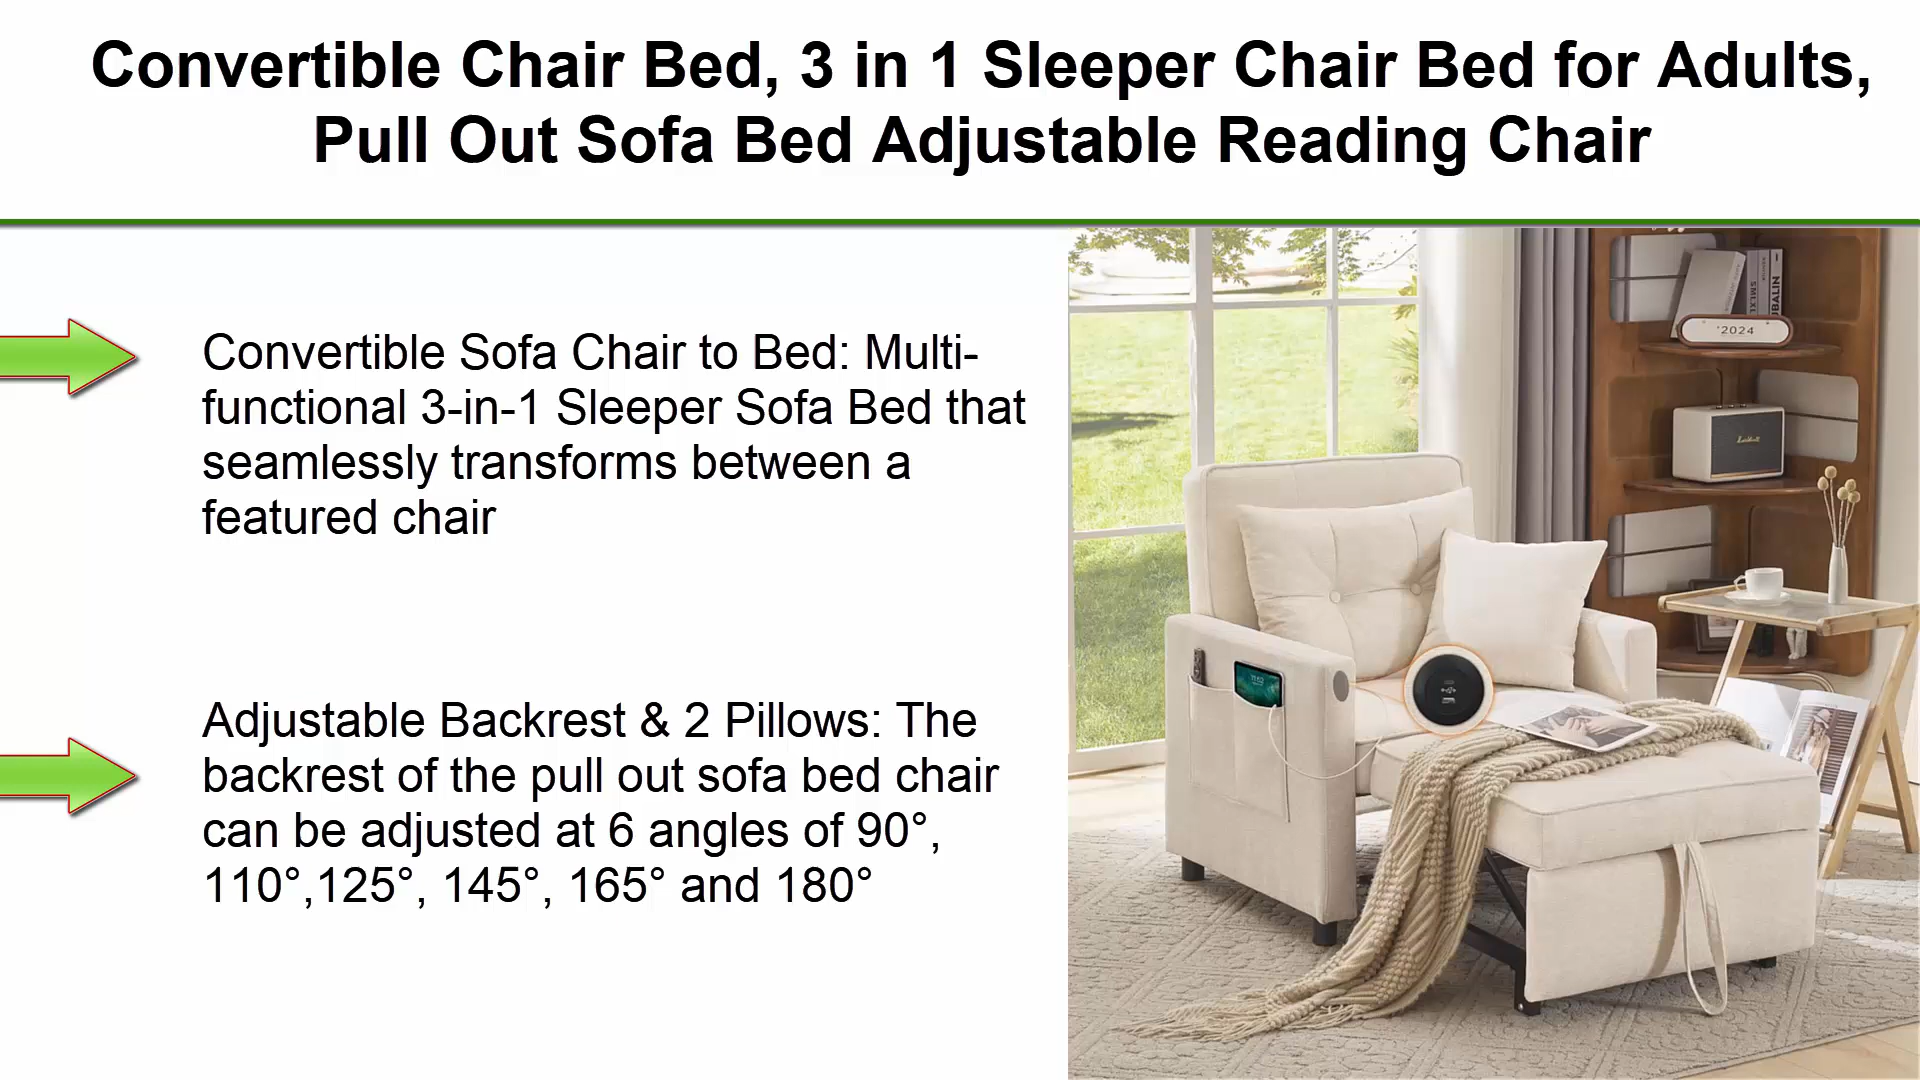 Convertible Chair Bed, 3 in 1 Sleeper Chair Bed for Adults,
Pull Out Sofa Bed Adjustable Reading Chair
Convertible Sofa Chair to Bed: Multi-
functional 3-in-1 Sleeper Sofa Bed that
seamlessly transforms between a
featured chair
Adjustable Backrest & 2 Pillows: The
backrest of the pull out sofa bed chair
can be adjusted at 6 angles of 90°,
110°,125°, 145°, 165° and 180°
'2024